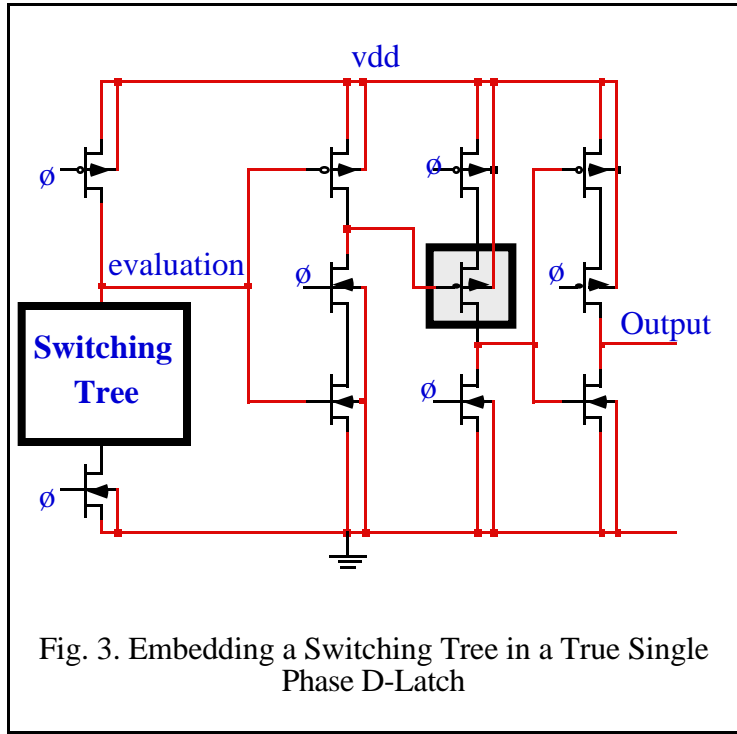 vdd
ø
ø
evaluation
ø
ø
Switching
Tree
Output
ø
ø
Fig. 3. Embedding a Switching Tree in a True Single
Phase D-Latch